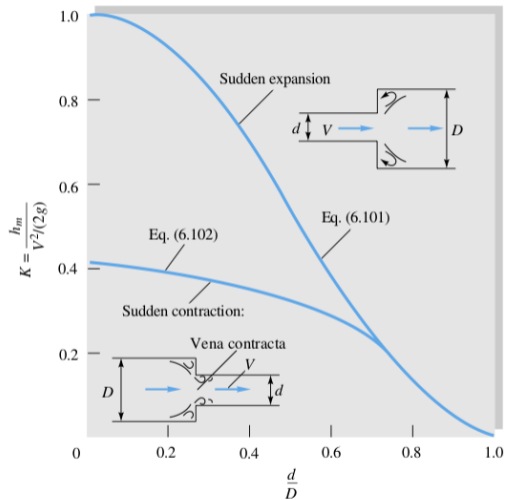 1.0
0.8
0.6
0.4
0.2
0
0.2
0.4
0.6
0.8
1.0
K = h_m / V²/(2g)
d/D
Sudden expansion
d V D
Eq. (6.101)
Eq. (6.102)
Sudden contraction:
Vena contracta
V
D d